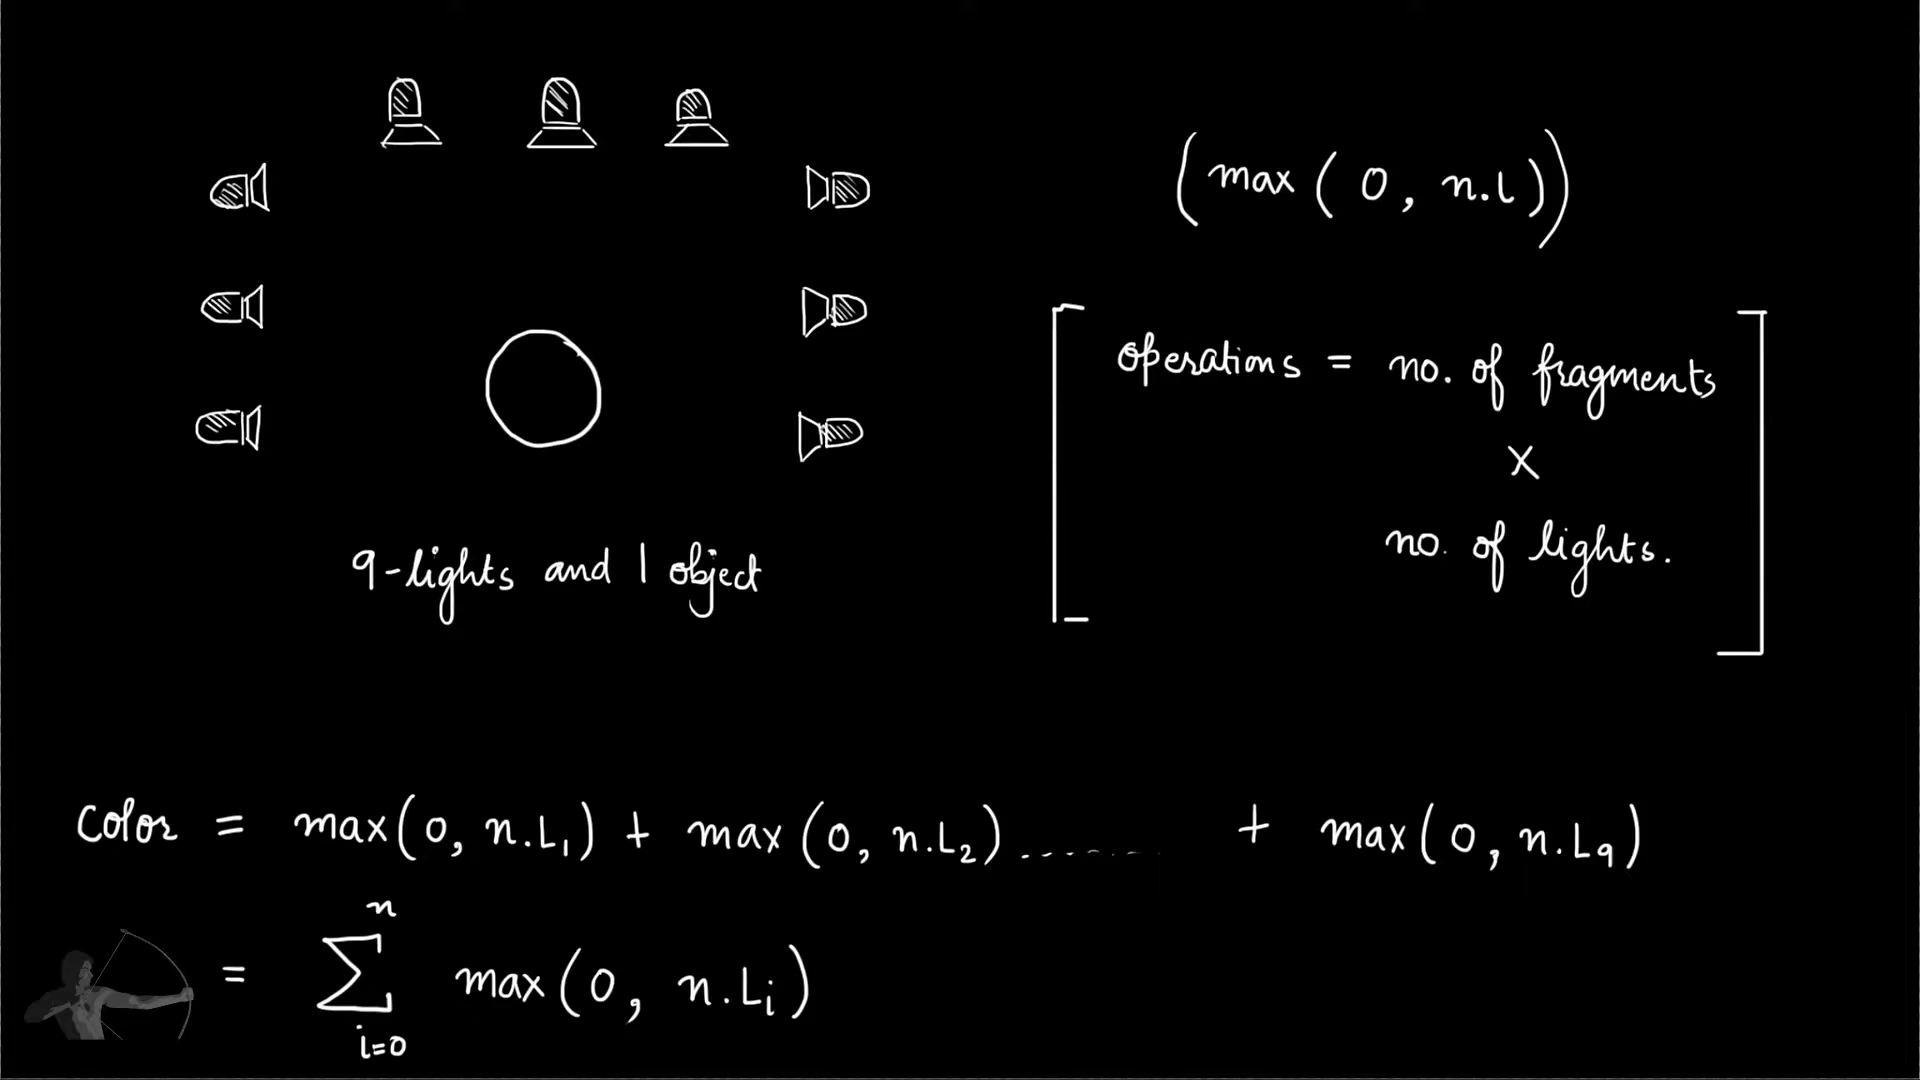 (max(0, n.l))
operations = no. of fragments
x
no. of lights.
9-lights and 1 object
color = max(0, n.L₁) + max(0, n.L₂) ......... + max(0, n.L₉)
n
= ∑ max(0, n.Lᵢ)
i=0